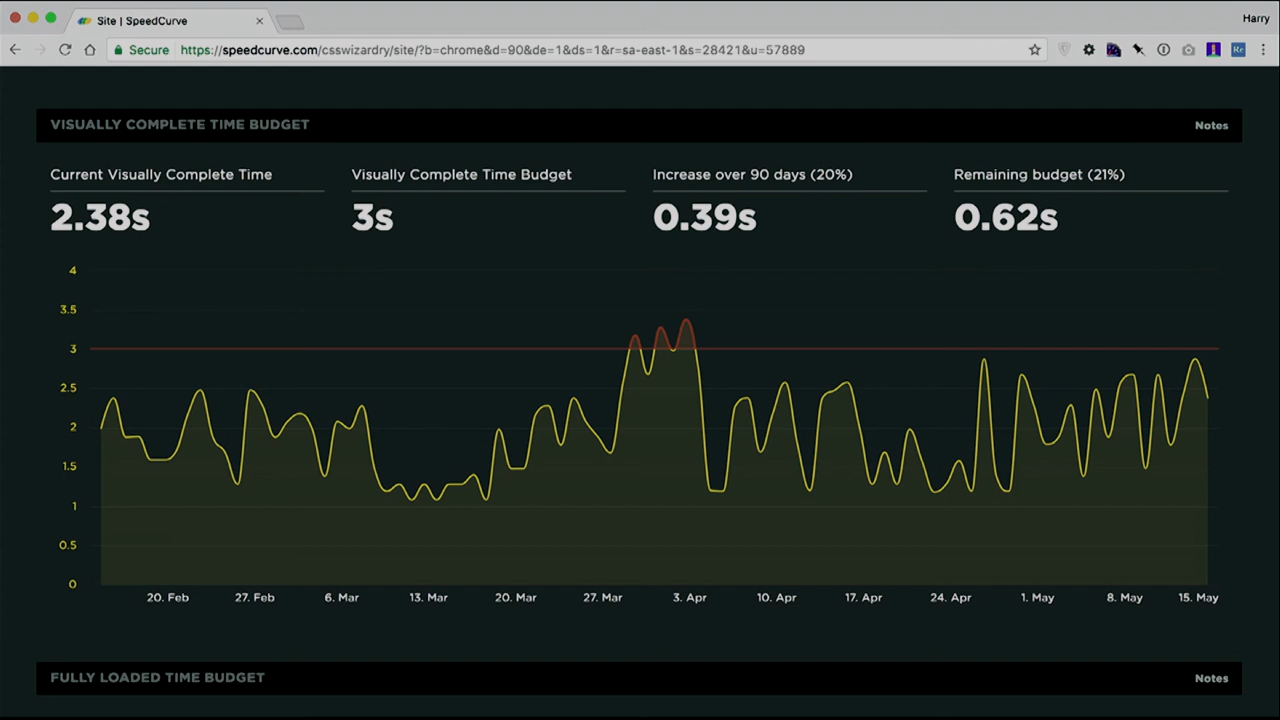 Site | SpeedCurve
Harry
Secure https://speedcurve.com/csswizardry/site/?b=chrome&d=90&de=1&ds=1&r=sa-east-1&s=28421&u=57889
VISUALLY COMPLETE TIME BUDGET Notes
Current Visually Complete Time Visually Complete Time Budget Increase over 90 days (20%) Remaining budget (21%)
2.38s 3s 0.39s 0.62s
4
3.5
3
2.5
2
1.5
1
0.5
0
20. Feb 27. Feb 6. Mar 13. Mar 20. Mar 27. Mar 3. Apr 10. Apr 17. Apr 24. Apr 1. May 8. May 15. May
FULLY LOADED TIME BUDGET Notes